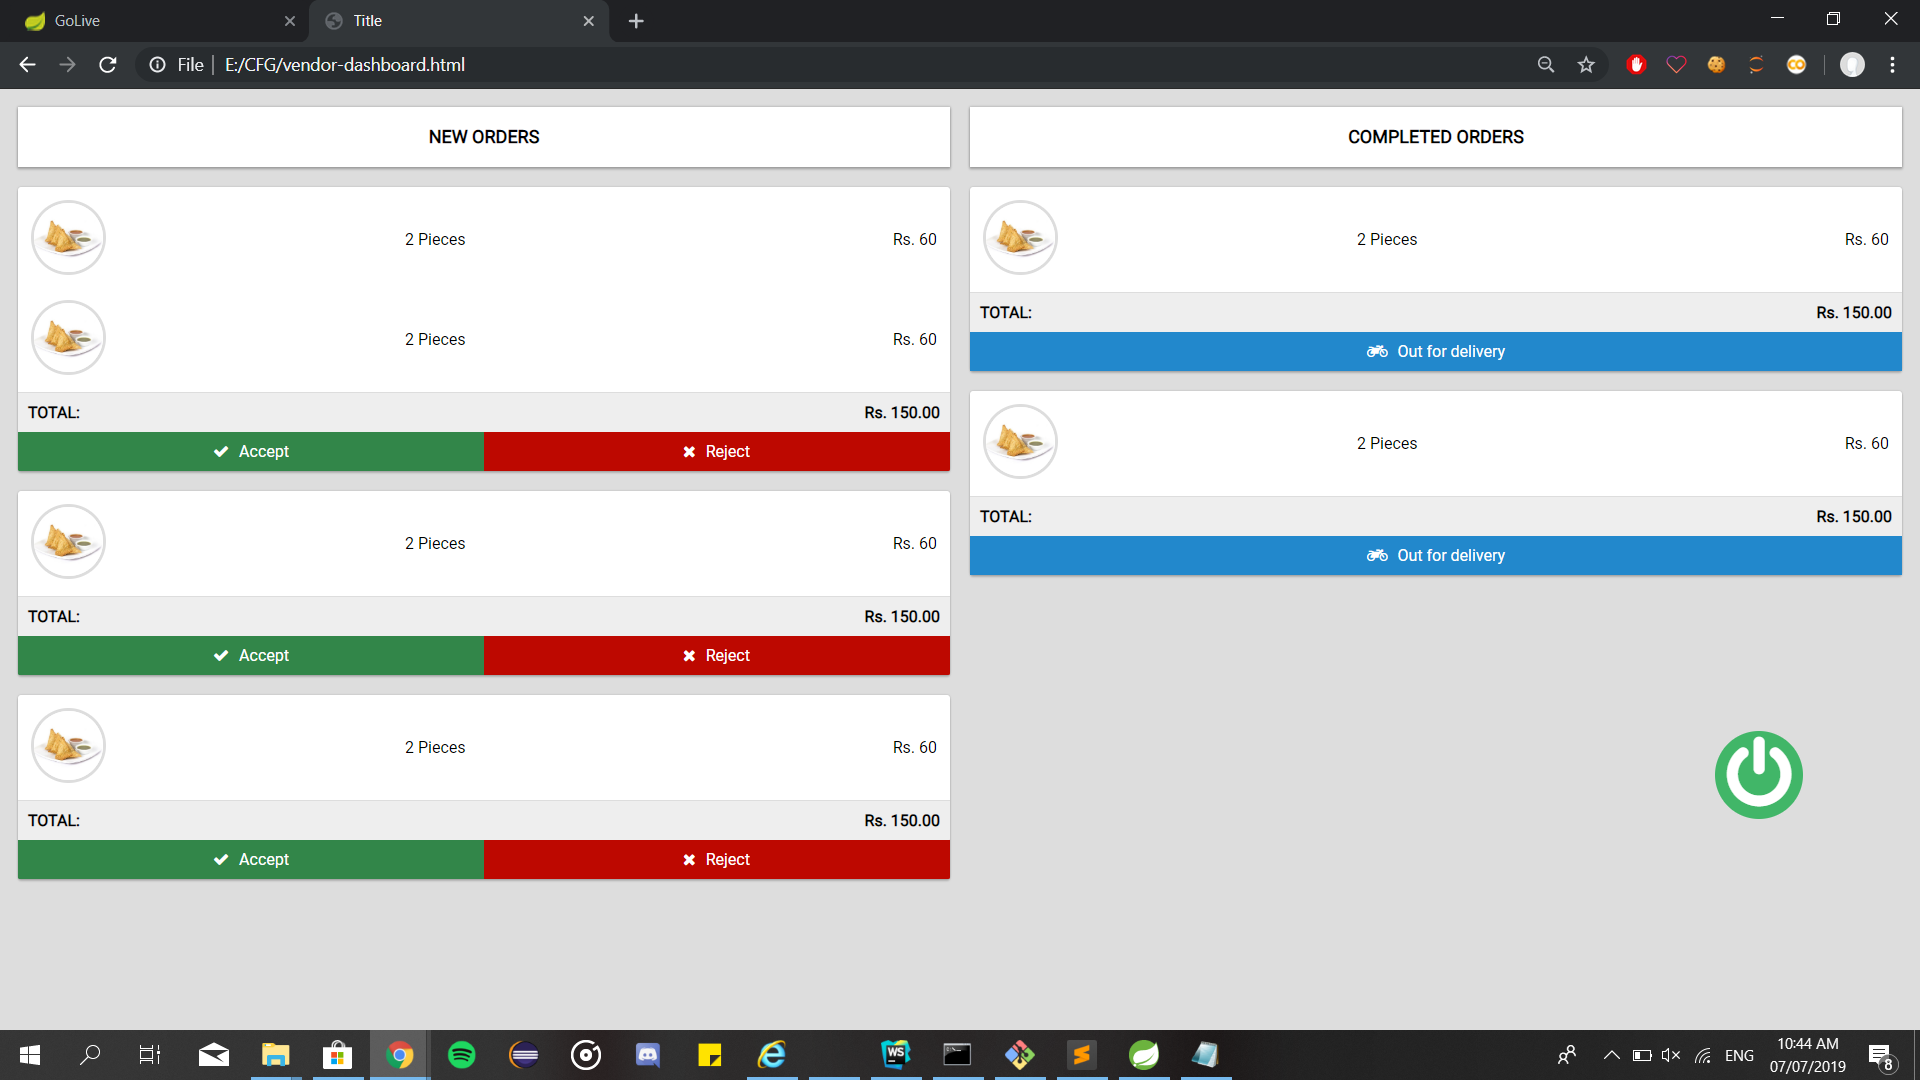 GoLive
Title
File
E:/CFG/vendor-dashboard.html
NEW ORDERS
2 Pieces
Rs. 60
2 Pieces
Rs. 60
TOTAL:
Rs. 150.00
Accept
Reject
2 Pieces
Rs. 60
TOTAL:
Rs. 150.00
Accept
Reject
2 Pieces
Rs. 60
TOTAL:
Rs. 150.00
Accept
Reject
COMPLETED ORDERS
2 Pieces
Rs. 60
TOTAL:
Rs. 150.00
Out for delivery
2 Pieces
Rs. 60
TOTAL:
Rs. 150.00
Out for delivery
WS
ENG
10:44 AM
07/07/2019
8